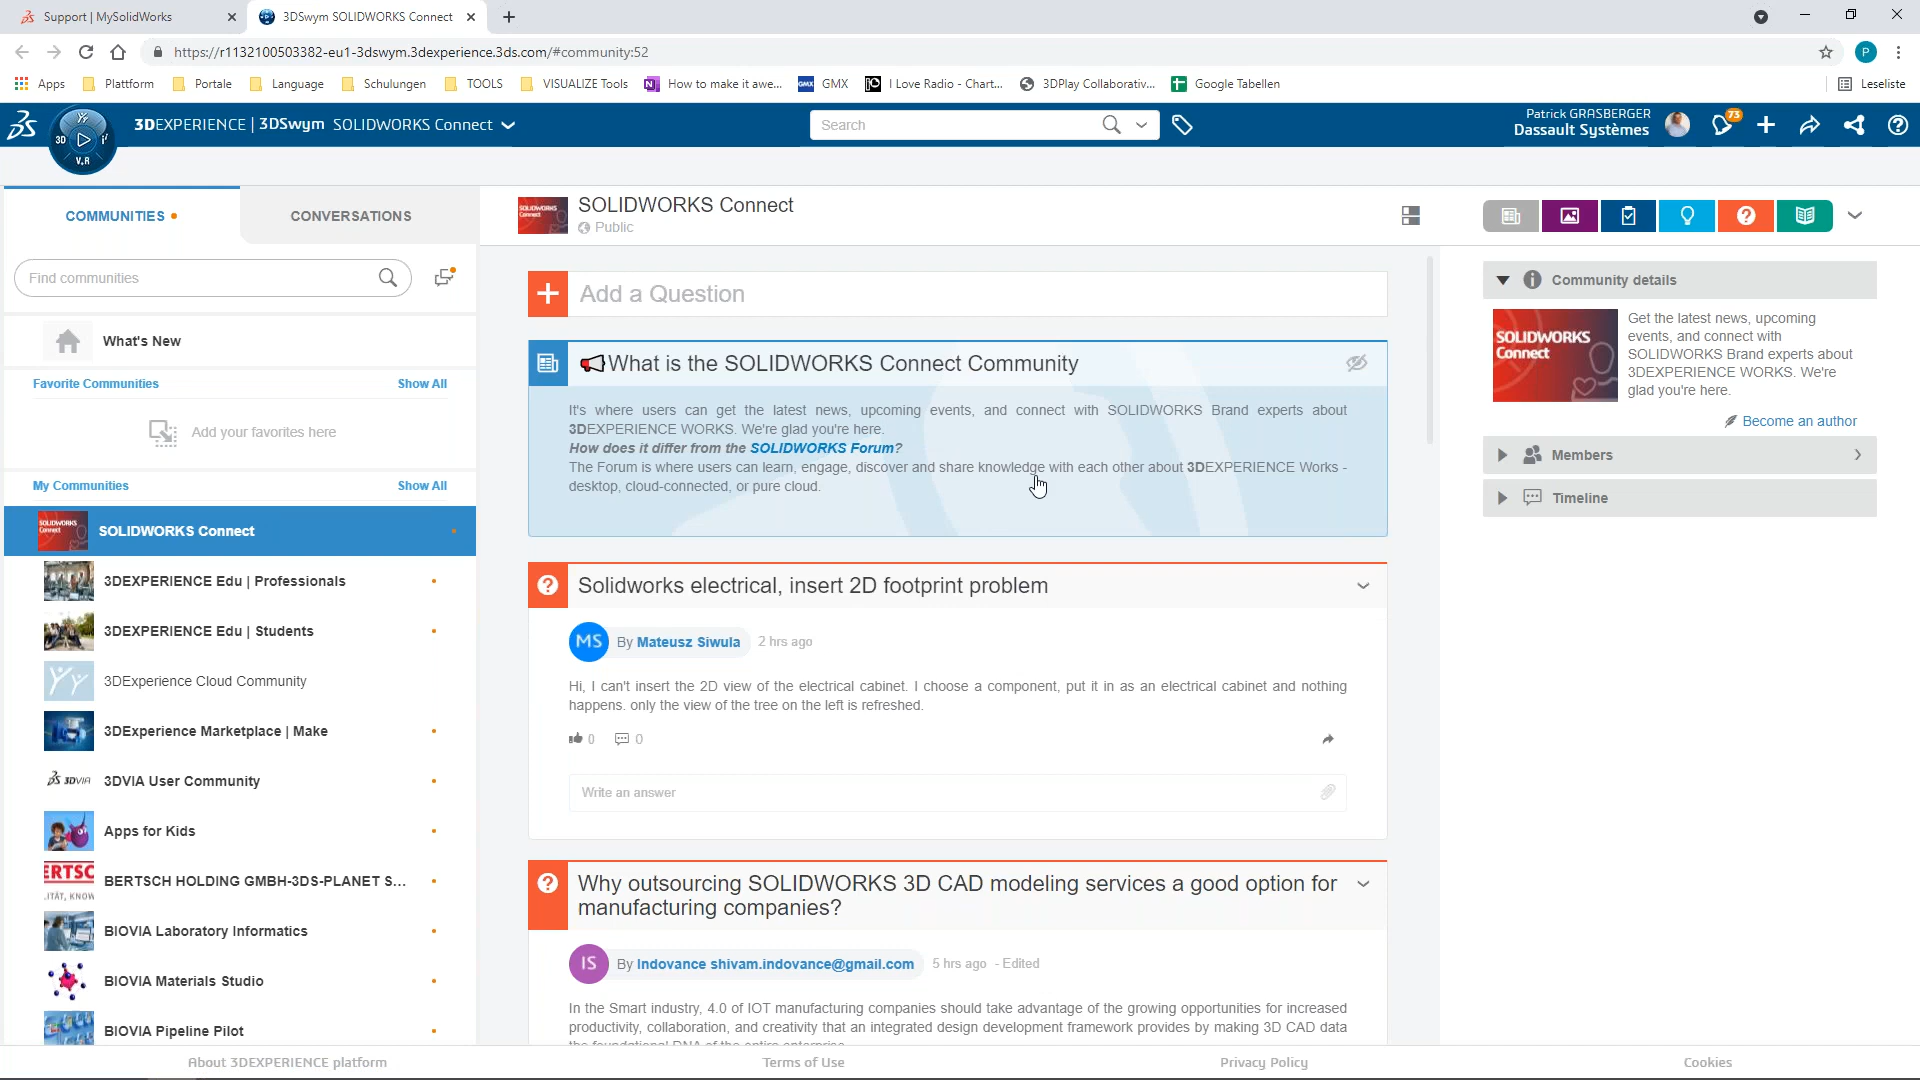 Support | MySolidWorks
3DSwym SOLIDWORKS Connect
https://r1132100503382-eu1-3dswym.3dexperience.3ds.com/#community:52
P
Apps
Plattform
Portale
Language
Schulungen
TOOLS
VISUALIZE Tools
How to make it awe...
GMX
I Love Radio - Chart...
3DPlay Collaborativ...
Google Tabellen
Leseliste
3DEXPERIENCE | 3DSwym SOLIDWORKS Connect
3D
V.R
Search
Patrick GRASBERGER
Dassault Systèmes
73
COMMUNITIES
CONVERSATIONS
Find communities
What's New
Favorite Communities
Show All
Add your favorites here
My Communities
Show All
SOLIDWORKS Connect
3DEXPERIENCE Edu | Professionals
3DEXPERIENCE Edu | Students
3DExperience Cloud Community
3DExperience Marketplace | Make
3DVIA
3DVIA User Community
Apps for Kids
BERTSCH HOLDING GMBH-3DS-PLANET S...
BIOVIA Laboratory Informatics
BIOVIA Materials Studio
BIOVIA Pipeline Pilot
SOLIDWORKS Connect
Public
Add a Question
What is the SOLIDWORKS Connect Community
It's where users can get the latest news, upcoming events, and connect with SOLIDWORKS Brand experts about
3DEXPERIENCE WORKS. We're glad you're here.
How does it differ from the SOLIDWORKS Forum?
The Forum is where users can learn, engage, discover and share knowledge with each other about 3DEXPERIENCE Works -
desktop, cloud-connected, or pure cloud.
Solidworks electrical, insert 2D footprint problem
MS
By Mateusz Siwula 2 hrs ago
Hi, I can't insert the 2D view of the electrical cabinet. I choose a component, put it in as an electrical cabinet and nothing
happens. only the view of the tree on the left is refreshed.
0
0
Write an answer
Why outsourcing SOLIDWORKS 3D CAD modeling services a good option for
manufacturing companies?
IS
By Indovance shivam.indovance@gmail.com 5 hrs ago - Edited
In the Smart industry, 4.0 of IOT manufacturing companies should take advantage of the growing opportunities for increased
productivity, collaboration, and creativity that an integrated design development framework provides by making 3D CAD data
Community details
SOLIDWORKS
Connect
Get the latest news, upcoming
events, and connect with
SOLIDWORKS Brand experts about
3DEXPERIENCE WORKS. We're
glad you're here.
Become an author
Members
Timeline
About 3DEXPERIENCE platform
Terms of Use
Privacy Policy
Cookies